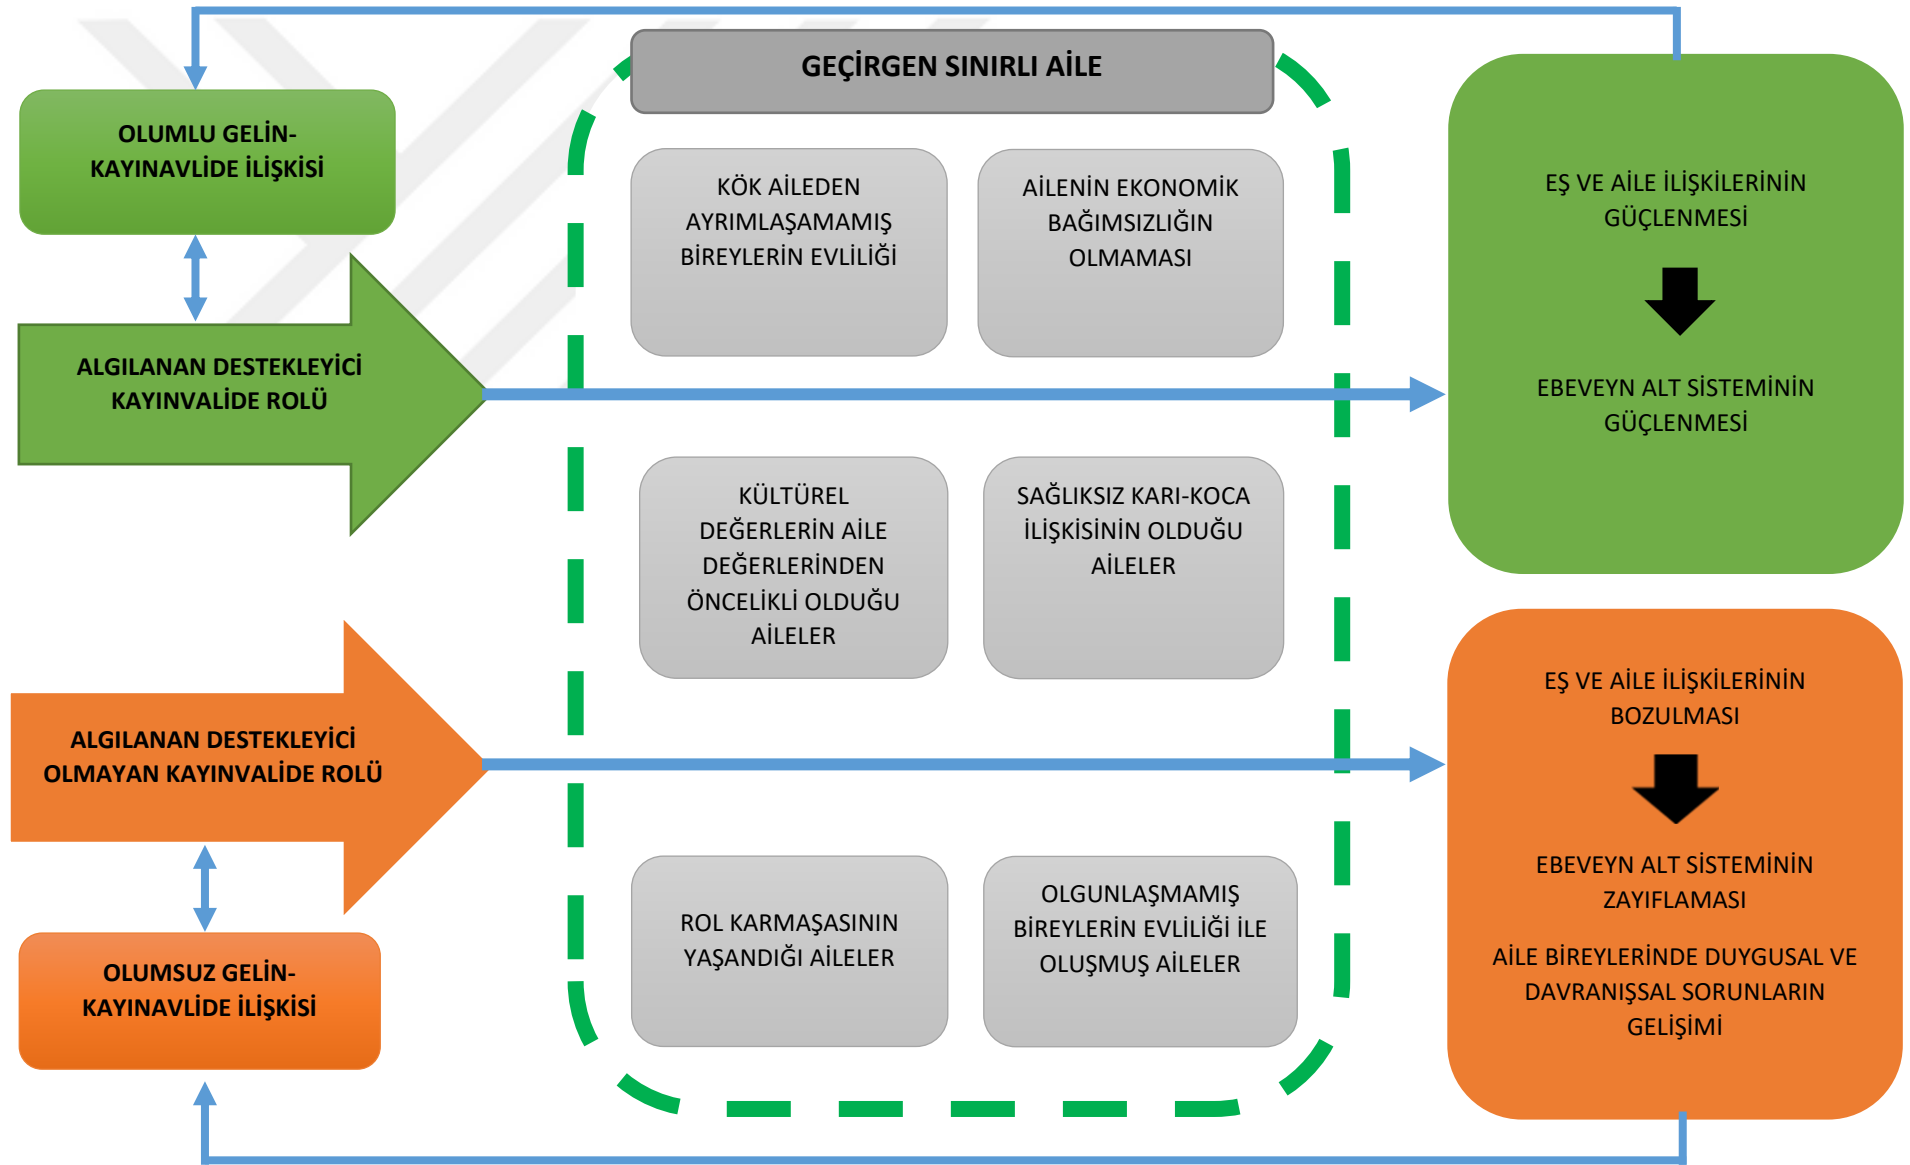 GEÇİRGEN SINIRLI AİLE
OLUMLU GELİN-
KAYINAVLİDE İLİŞKİSİ
ALGILANAN DESTEKLEYİCİ
KAYINVALİDE ROLÜ
KÖK AİLEDEN
AYRIMLAŞAMAMIŞ
BİREYLERİN EVLİLİĞİ
AİLENİN EKONOMİK
BAĞIMSIZLIĞIN
OLMAMASI
EŞ VE AİLE İLİŞKİLERİNİN
GÜÇLENMESİ
EBEVEYN ALT SİSTEMİNİN
GÜÇLENMESİ
KÜLTÜREL
DEĞERLERİN AİLE
DEĞERLERİNDEN
ÖNCELİKLİ OLDUĞU
AİLELER
SAĞLIKSIZ KARI-KOCA
İLİŞKİSİNİN OLDUĞU
AİLELER
ALGILANAN DESTEKLEYİCİ
OLMAYAN KAYINVALİDE ROLÜ
OLUMSUZ GELİN-
KAYINAVLİDE İLİŞKİSİ
ROL KARMAŞASININ
YAŞANDIĞI AİLELER
OLGUNLAŞMAMIŞ
BİREYLERİN EVLİLİĞİ İLE
OLUŞMUŞ AİLELER
EŞ VE AİLE İLİŞKİLERİNİN
BOZULMASI
EBEVEYN ALT SİSTEMİNİN
ZAYIFLAMASI
AİLE BİREYLERİNDE DUYGUSAL VE
DAVRANIŞSAL SORUNLARIN
GELİŞİMİ